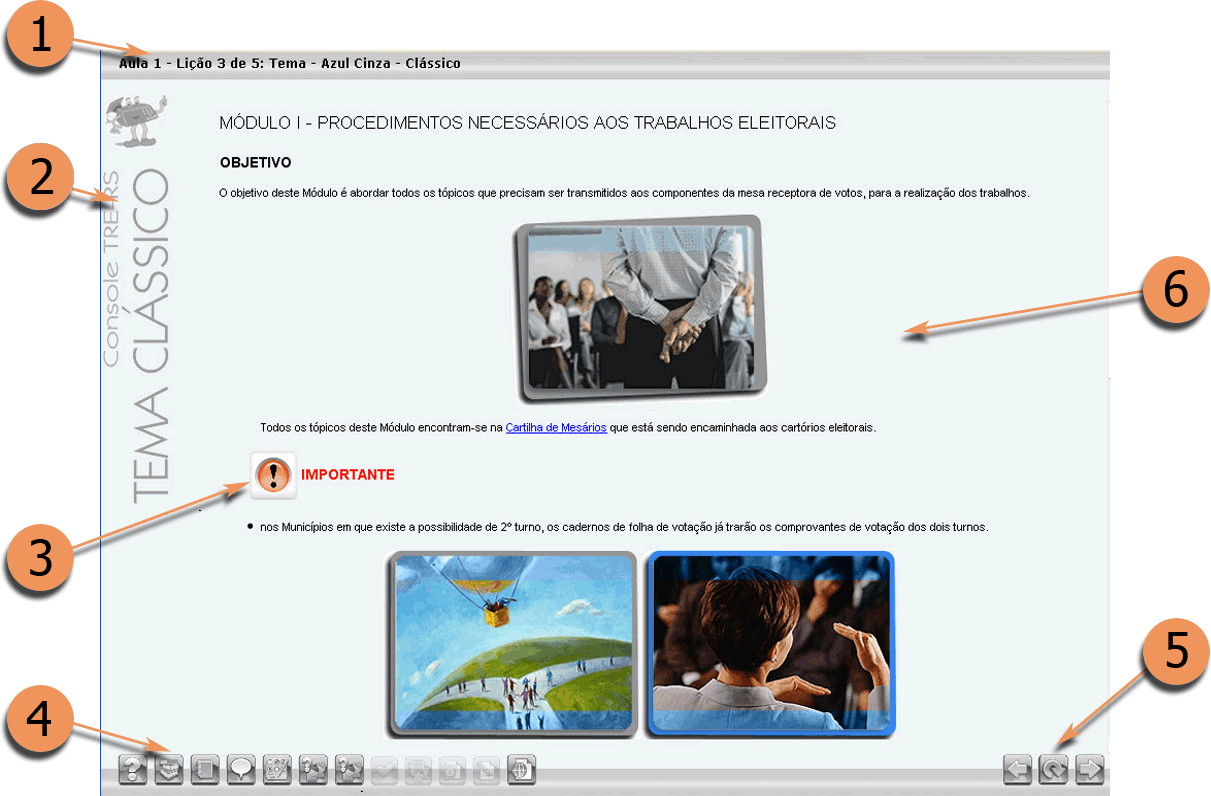 1
Aula 1 - Lição 3 de 5: Tema - Azul Cinza - Clássico
2
Console TRE-RS
TEMA CLÁSSICO
MÓDULO I - PROCEDIMENTOS NECESSÁRIOS AOS TRABALHOS ELEITORAIS
OBJETIVO
O objetivo deste Módulo é abordar todos os tópicos que precisam ser transmitidos aos componentes da mesa receptora de votos, para a realização dos trabalhos.
6
Todos os tópicos deste Módulo encontram-se na Cartilha de Mesários que está sendo encaminhada aos cartórios eleitorais.
! IMPORTANTE
3
• nos Municípios em que existe a possibilidade de 2º turno, os cadernos de folha de votação já trarão os comprovantes de votação dos dois turnos.
5
4
?